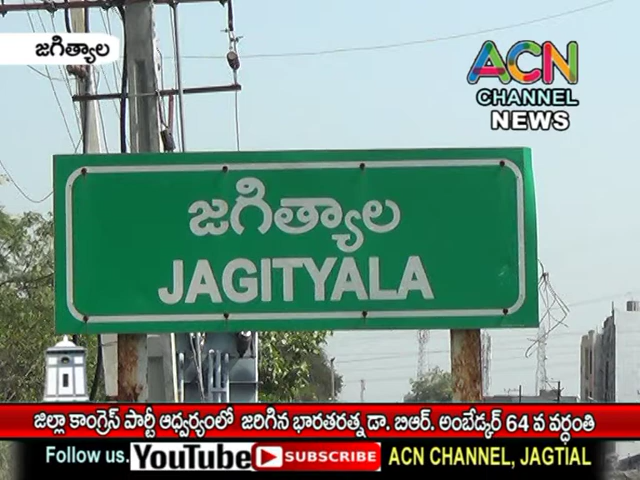 జగిత్యాల
ACN
CHANNEL
NEWS
జగిత్యాల
JAGITYALA
జిల్లా కాంగ్రెస్ పార్టీ ఆధ్వర్యంలో జరిగిన భారతరత్న డా. బిఆర్. అంబేడ్కర్ 64 వ వర్ధంతి
Follow us. YouTube SUBSCRIBE ACN CHANNEL, JAGTIAL